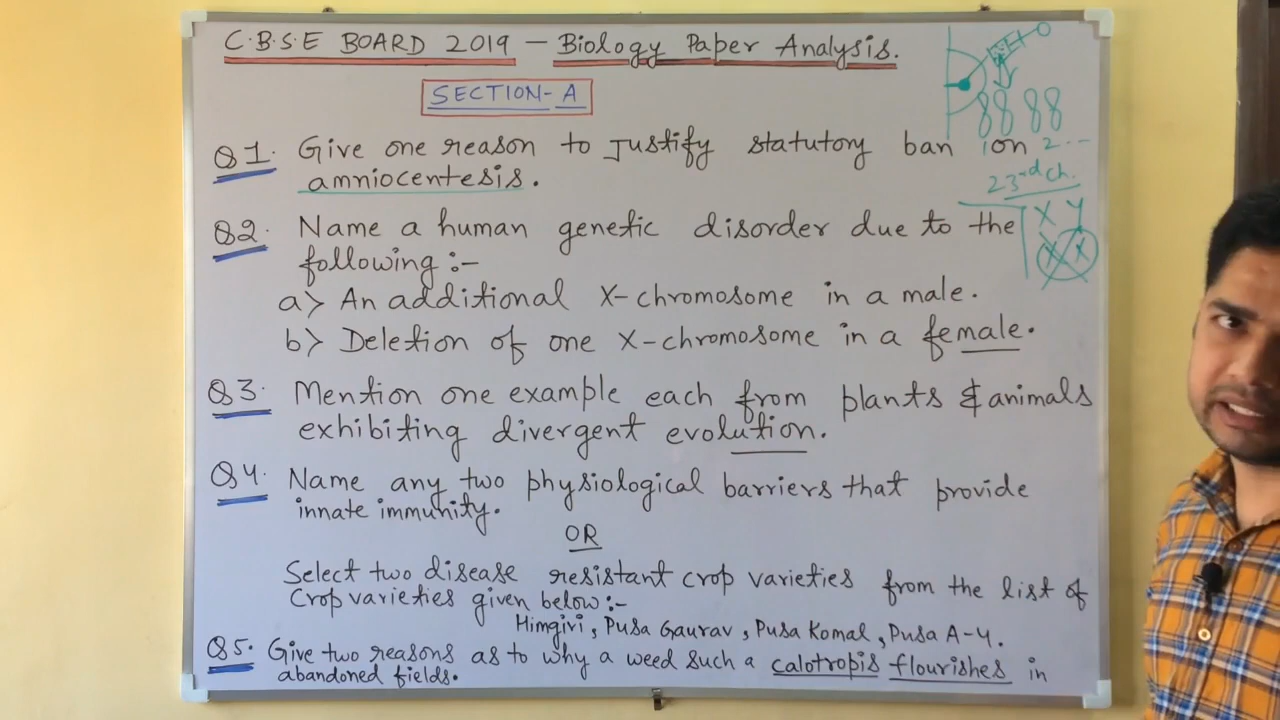 C.B.S.E BOARD 2019 - Biology Paper Analysis.
SECTION-A
Q1. Give one reason to Justify statutory ban on
amniocentesis.
88 88
2--
23rd ch.
X Y
X X
Q2. Name a human genetic disorder due to the
following :-
a> An additional X-chromosome in a male.
b> Deletion of one X-chromosome in a female.
Q3. Mention one example each from plants & animals
exhibiting divergent evolution.
Q4. Name any two physiological barriers that provide
innate immunity.
OR
Select two disease resistant crop varieties from the list of
Crop varieties given below:-
Himgivi, Pusa Gaurav, Pusa Komal, Pusa A-4.
Q5. Give two reasons as to why a weed such a calotropis flourishes in
abandoned fields.